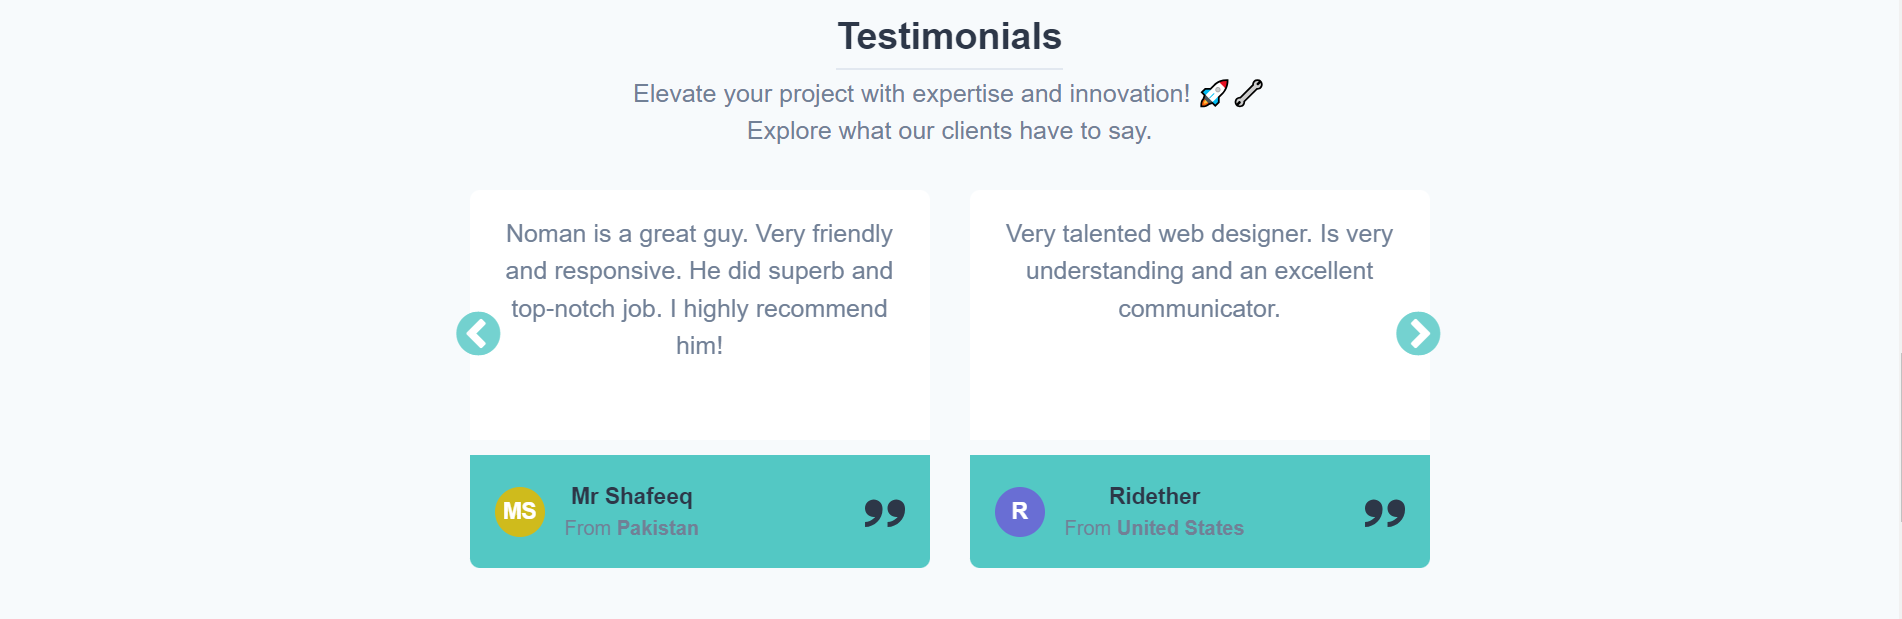 Testimonials
Elevate your project with expertise and innovation! 🚀🔧
Explore what our clients have to say.
Noman is a great guy. Very friendly
and responsive. He did superb and
top-notch job. I highly recommend
him!
MS
Mr Shafeeq
From Pakistan
Very talented web designer. Is very
understanding and an excellent
communicator.
R
Ridether
From United States